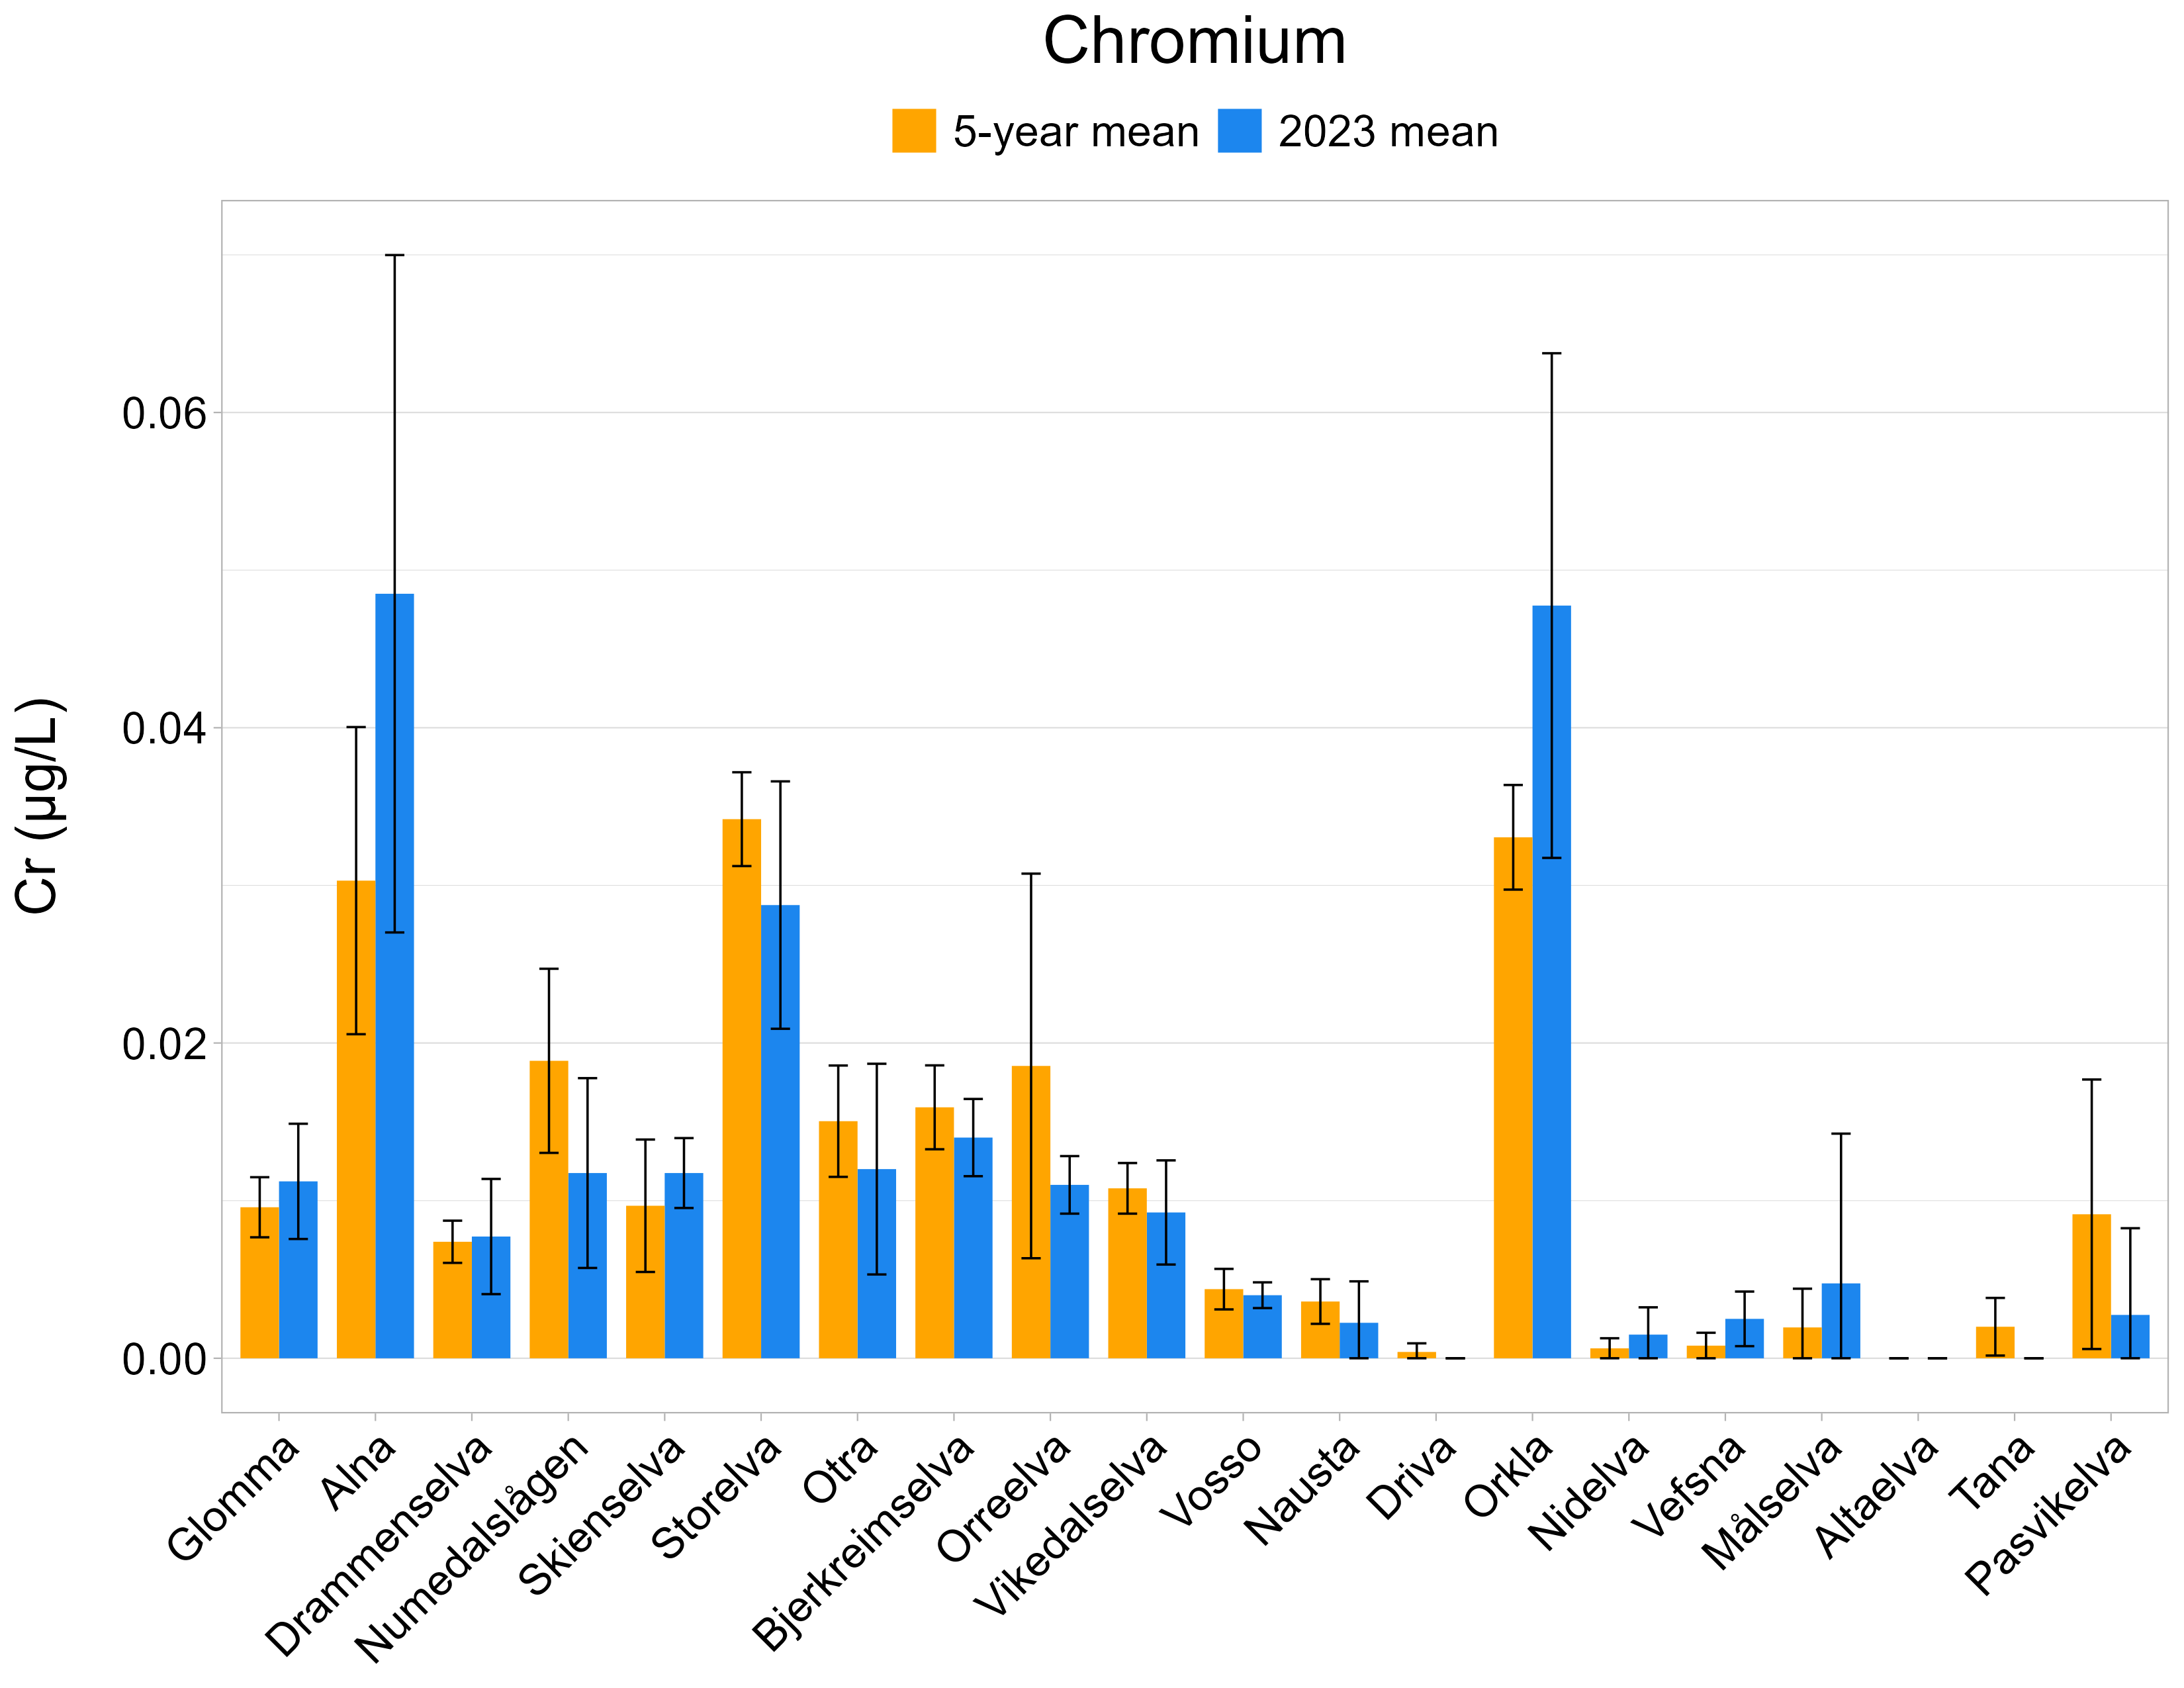 Chromium
5-year mean 2023 mean
Cr (µg/L)
0.06
0.04
0.02
0.00
Glomma
Alna
Drammenselva
Numedalslågen
Skienselva
Storelva
Otra
Bjerkreimselva
Orreelva
Vikedalselva
Vosso
Nausta
Driva
Orkla
Nidelva
Vefsna
Målselva
Altaelva
Tana
Pasvikelva